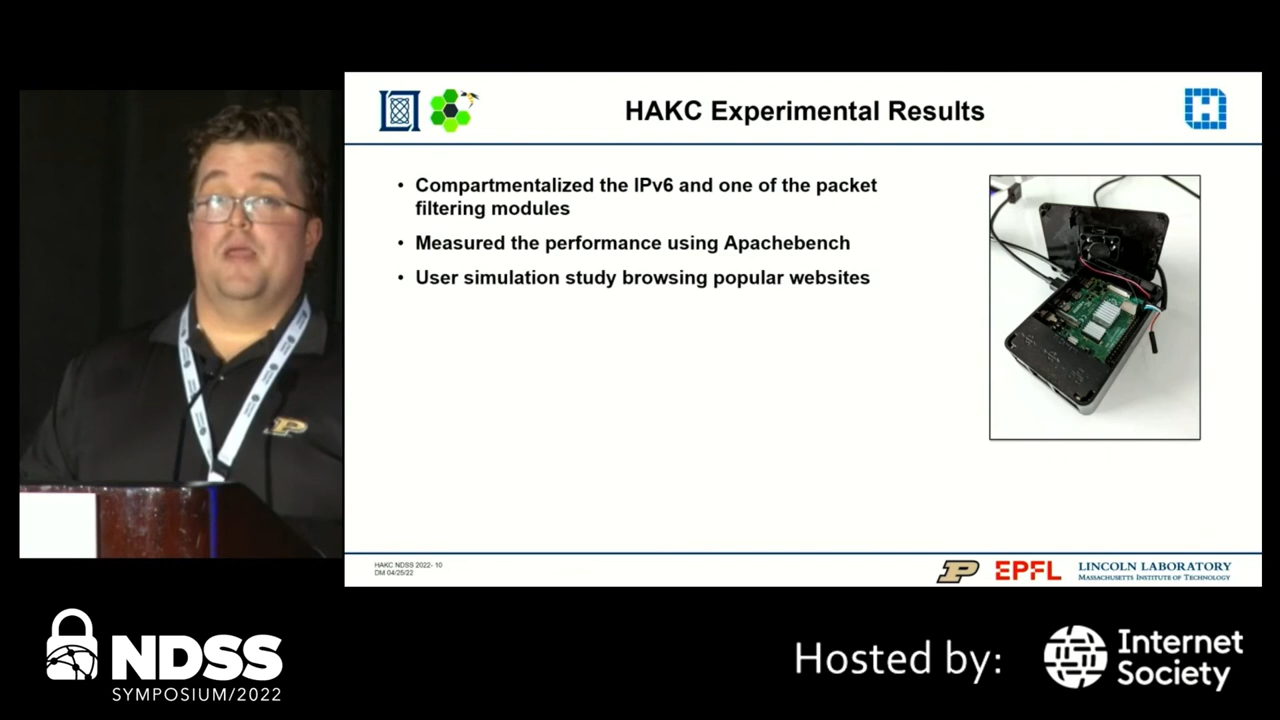 HAKC Experimental Results
• Compartmentalized the IPv6 and one of the packet
filtering modules
• Measured the performance using Apachebench
• User simulation study browsing popular websites
HAKC NDSS 2022- 10
DM 04/25/22
P
EPFL
LINCOLN LABORATORY
MASSACHUSETTS INSTITUTE OF TECHNOLOGY
P
NDSS
SYMPOSIUM/2022
Hosted by:
Internet
Society